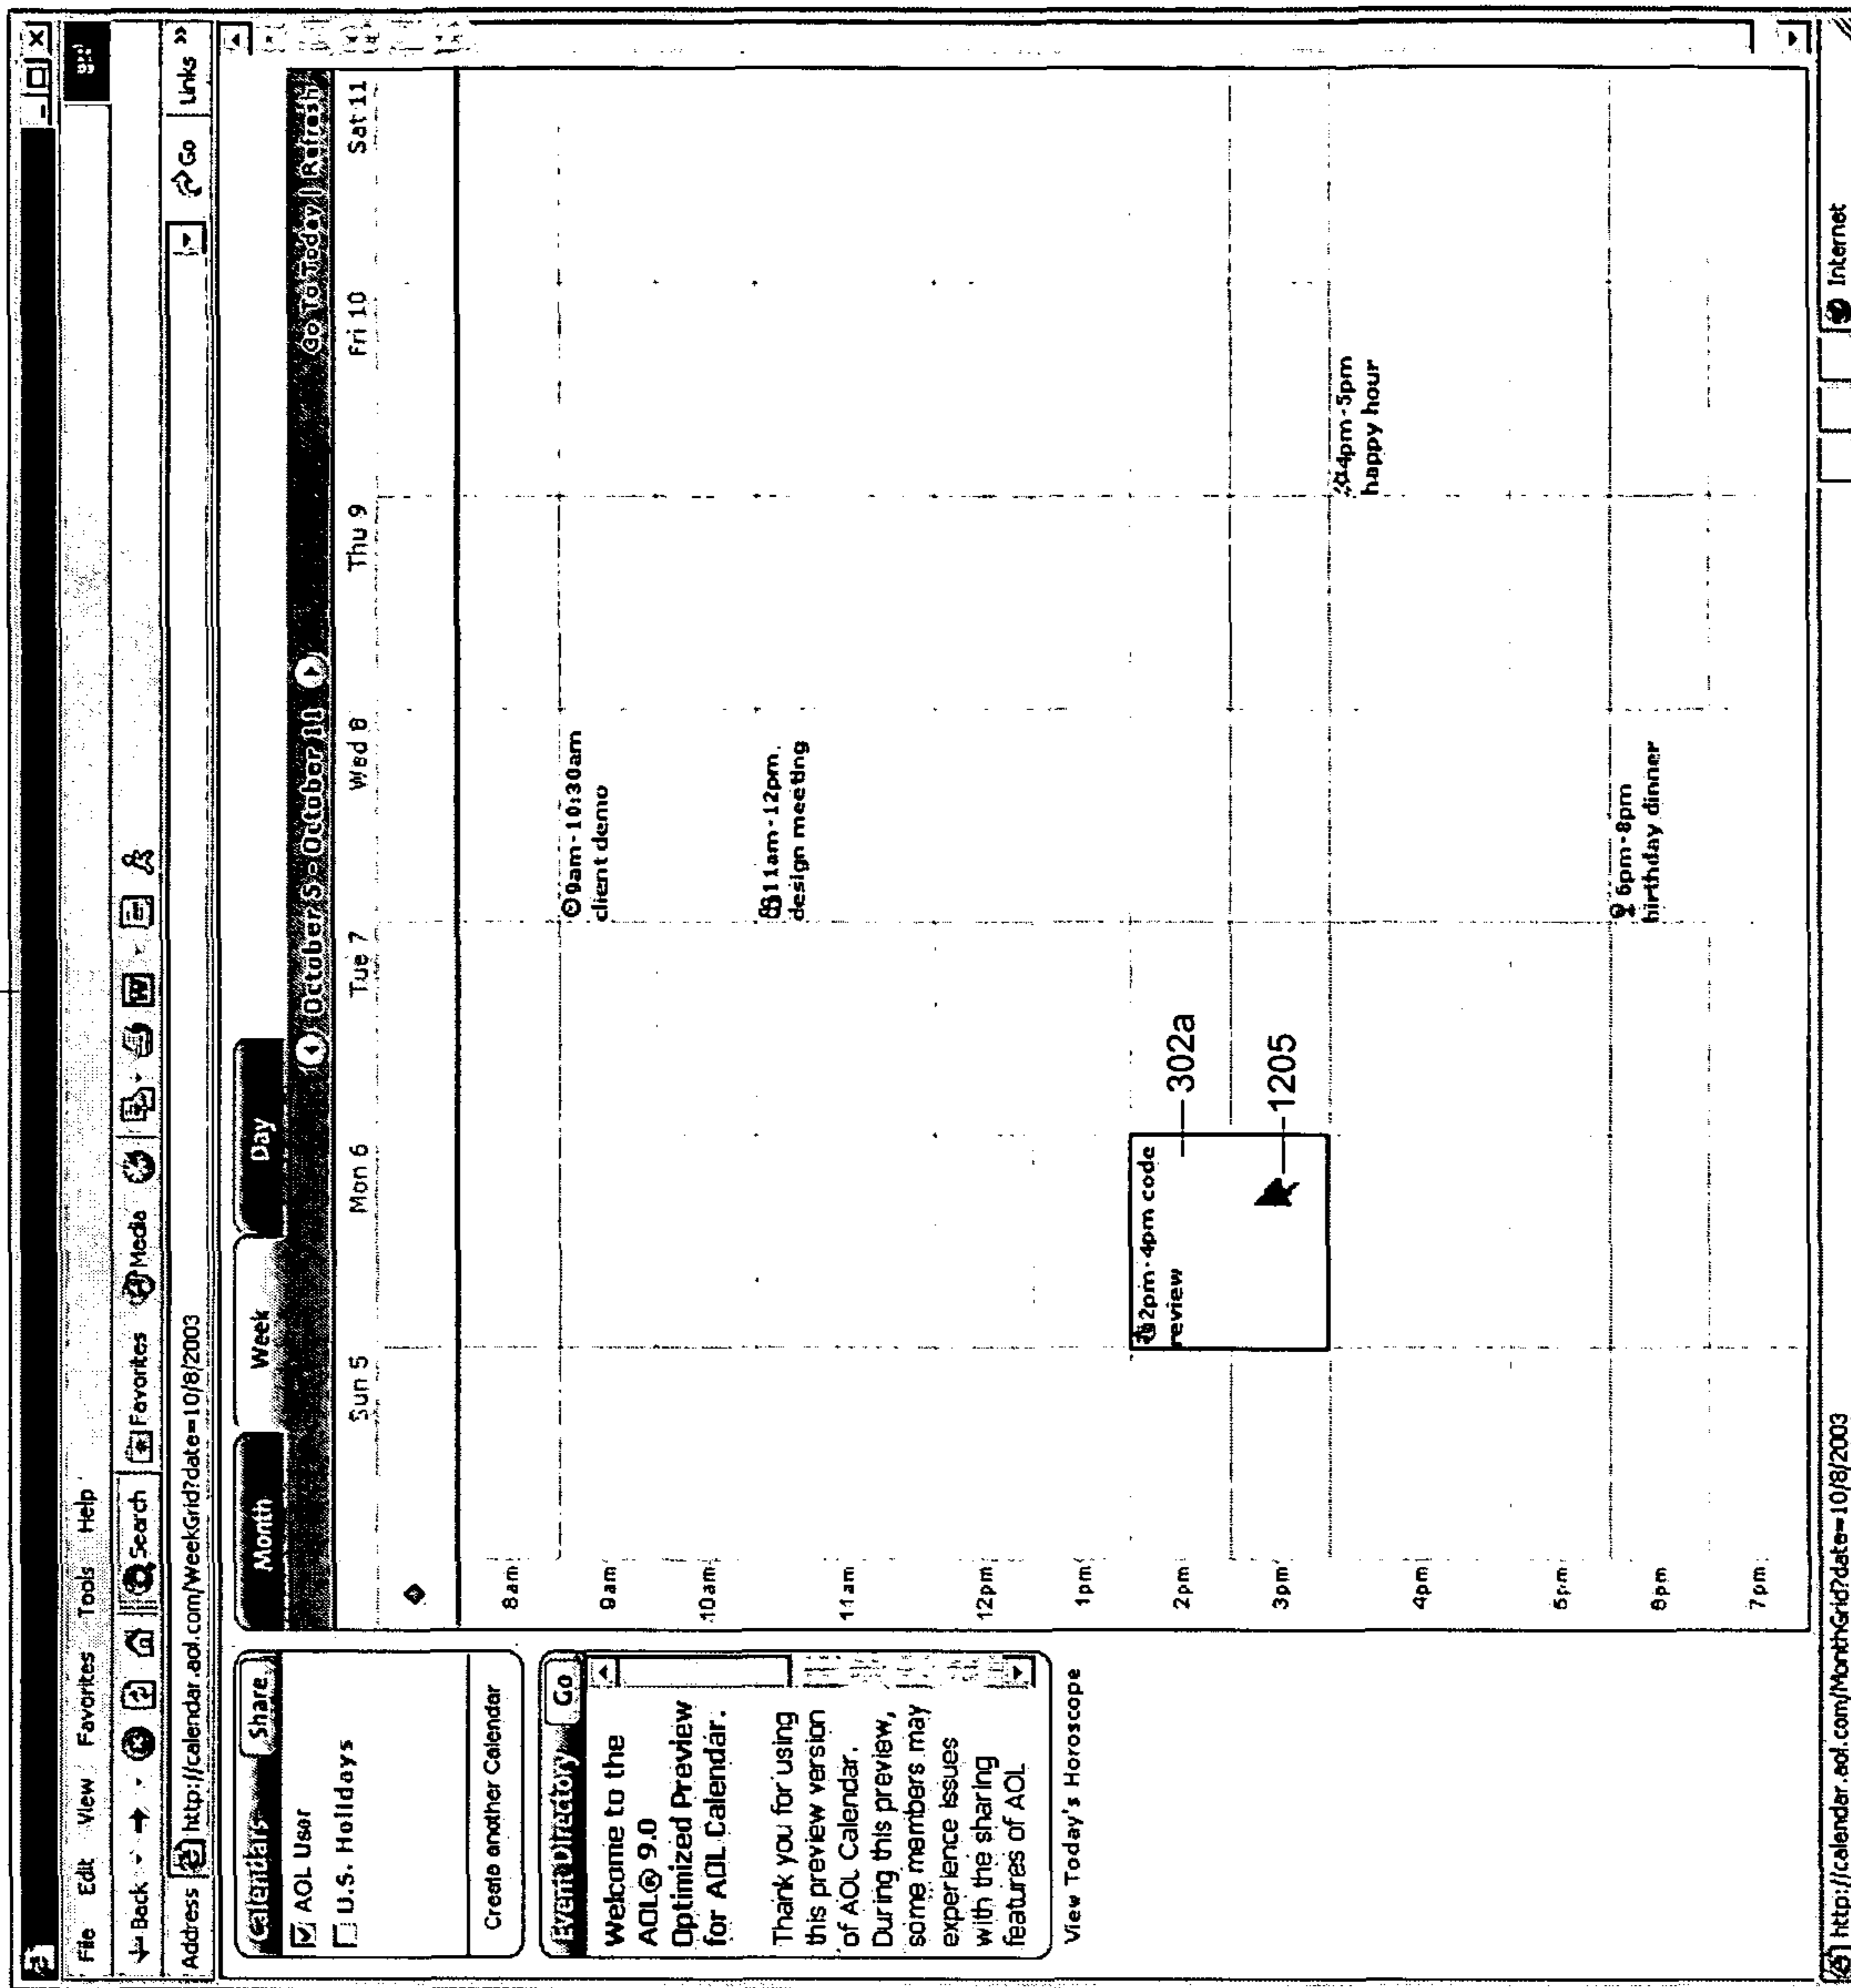 File Edit View Favorites Tools Help
Back Search Favorites Media
Address http://calendar.aol.com/WeekGrid?date=10/8/2003 Go Links »
Calendars Share
AOL User
U.S. Holidays
Create another Calendar
Event Directory Go
Welcome to the
AOL® 9.0
Optimized Preview
for AOL Calendar.
Thank you for using
this preview version
of AOL Calendar.
During this preview,
some members may
experience issues
with the sharing
features of AOL
View Today's Horoscope
Month Week Day
October 5 - October 11 Go To Today | Refresh
Sun 5 Mon 6 Tue 7 Wed 8 Thu 9 Fri 10 Sat 11
8am
9am
10am
11am
12pm
1pm
2pm
3pm
4pm
5pm
6pm
7pm
9am-10:30am
client demo
11am-12pm
design meeting
2pm-4pm code
review
302a
1205
4pm-5pm
happy hour
6pm-8pm
birthday dinner
http://calendar.aol.com/MonthGrid?date=10/8/2003 Internet